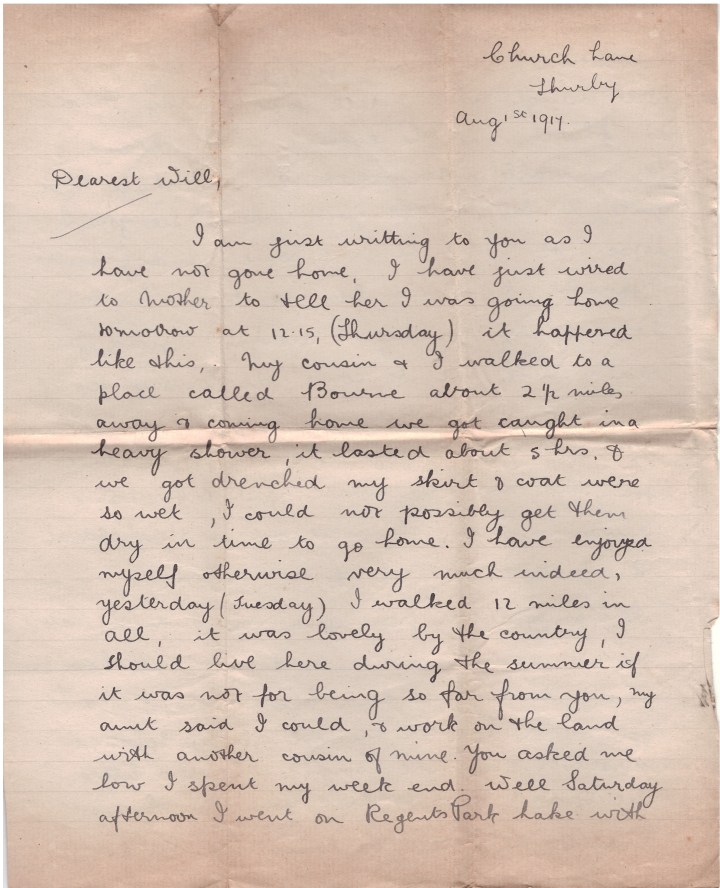 Church Lane
Thurby
Aug 1st 1917.
Dearest Will,
I am just writting to you as I
have not gone home, I have just wired
to Mother to tell her I was going home
tomorrow at 12.15, (Thursday) it happened
like this,. My cousin & I walked to a
place called Bourne about 2 1/2 miles
away & coming home we got caught in a
heavy shower, it lasted about 5 hrs. &
we got drenched my skirt & coat were
so wet, I could not possibly get them
dry in time to go home. I have enjoyed
myself otherwise very much indeed,
yesterday (Tuesday) I walked 12 miles in
all, it was lovely by the country, I
should live here during the summer if
it was not for being so far from you, my
aunt said I could, & work on the land
with another cousin of mine. You asked me
how I spent my week end. Well Saturday
afternoon I went on Regents Park Lake with